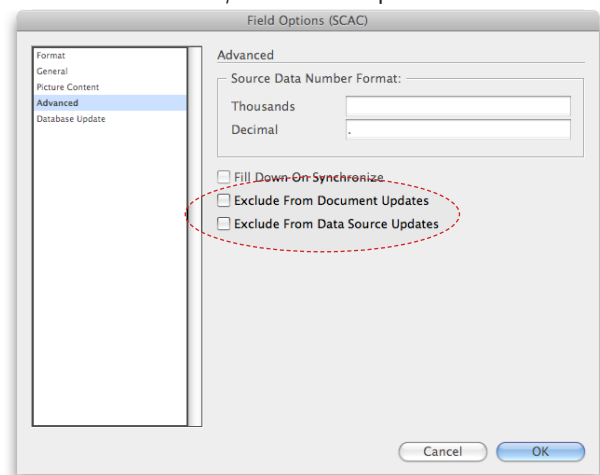 Field Options (SCAC)
Format
General
Picture Content
Advanced
Database Update
Advanced
Source Data Number Format:
Thousands
Decimal .
Fill Down On Synchronize
Exclude From Document Updates
Exclude From Data Source Updates
Cancel OK